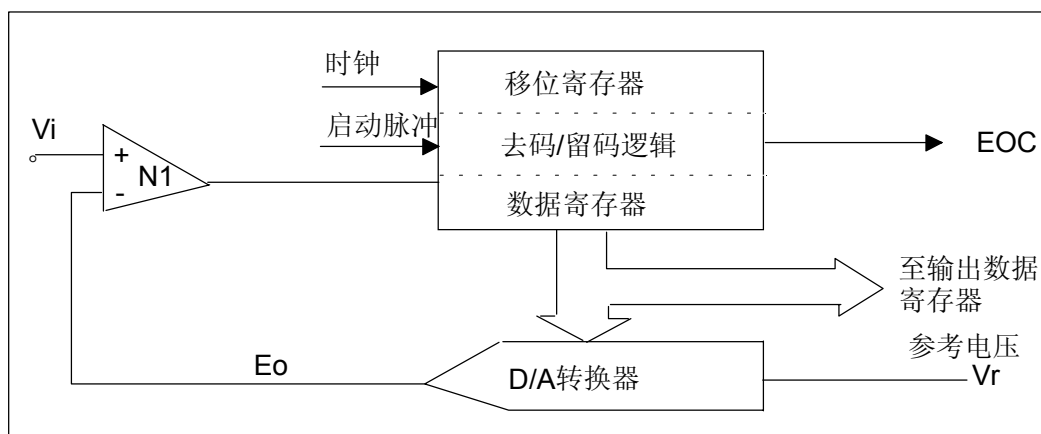 时钟
移位寄存器
启动脉冲
Vi
+
N1
-
去码/留码逻辑
EOC
数据寄存器
至输出数据
寄存器
参考电压
Eo
D/A转换器
Vr